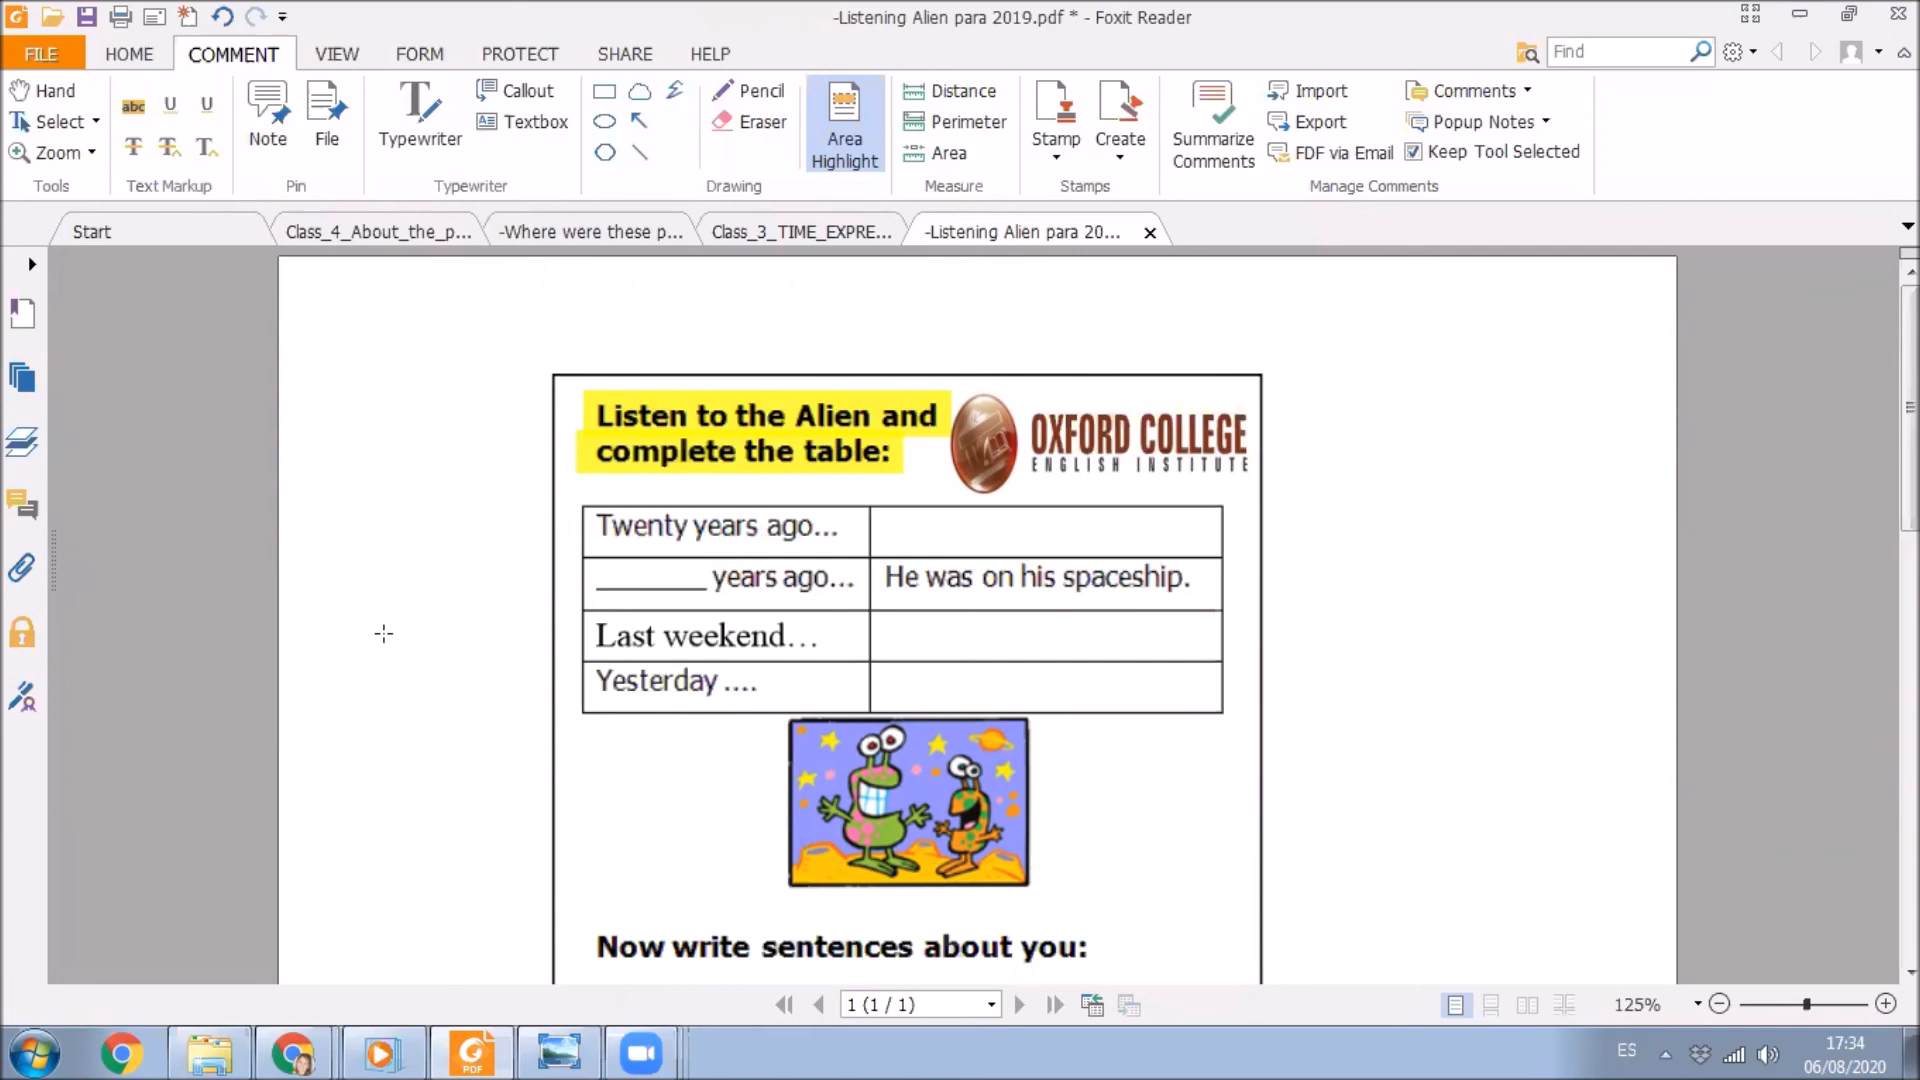 -Listening Alien para 2019.pdf * - Foxit Reader
FILE HOME COMMENT VIEW FORM PROTECT SHARE HELP Find
Hand
Select
Zoom
Tools
abc U U
T T T
Text Markup
Note File
Pin
Typewriter
Callout
Textbox
Typewriter
Pencil
Eraser
Area
Highlight
Drawing
Distance
Perimeter
Area
Measure
Stamp Create
Stamps
Summarize
Comments
Import
Export
FDF via Email
Comments
Popup Notes
Keep Tool Selected
Manage Comments
Start Class_4_About_the_p... -Where were these p... Class_3_TIME_EXPRE... -Listening Alien para 20...
Listen to the Alien and
complete the table:
OXFORD COLLEGE
ENGLISH INSTITUTE
Twenty years ago...
_______ years ago... He was on his spaceship.
Last weekend...
Yesterday ....
Now write sentences about you:
1 (1 / 1) 125%
PDF
ES
17:34
06/08/2020